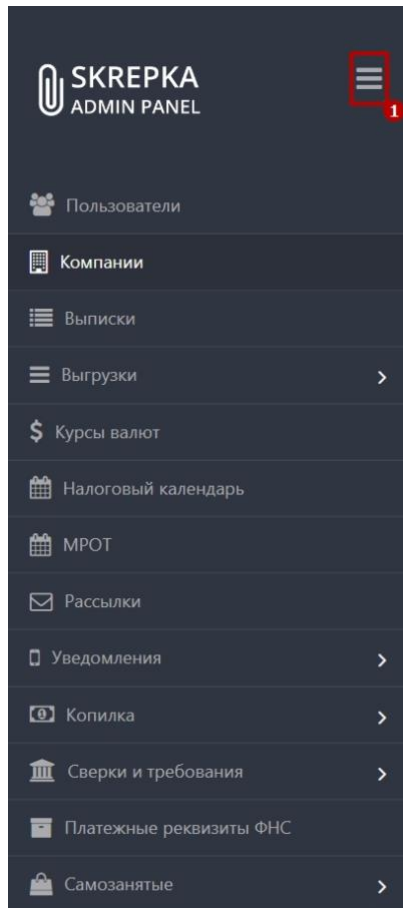 SKREPKA
ADMIN PANEL
1
Пользователи
Компании
Выписки
Выгрузки
$ Курсы валют
Налоговый календарь
МРОТ
Рассылки
Уведомления
Копилка
Сверки и требования
Платежные реквизиты ФНС
Самозанятые